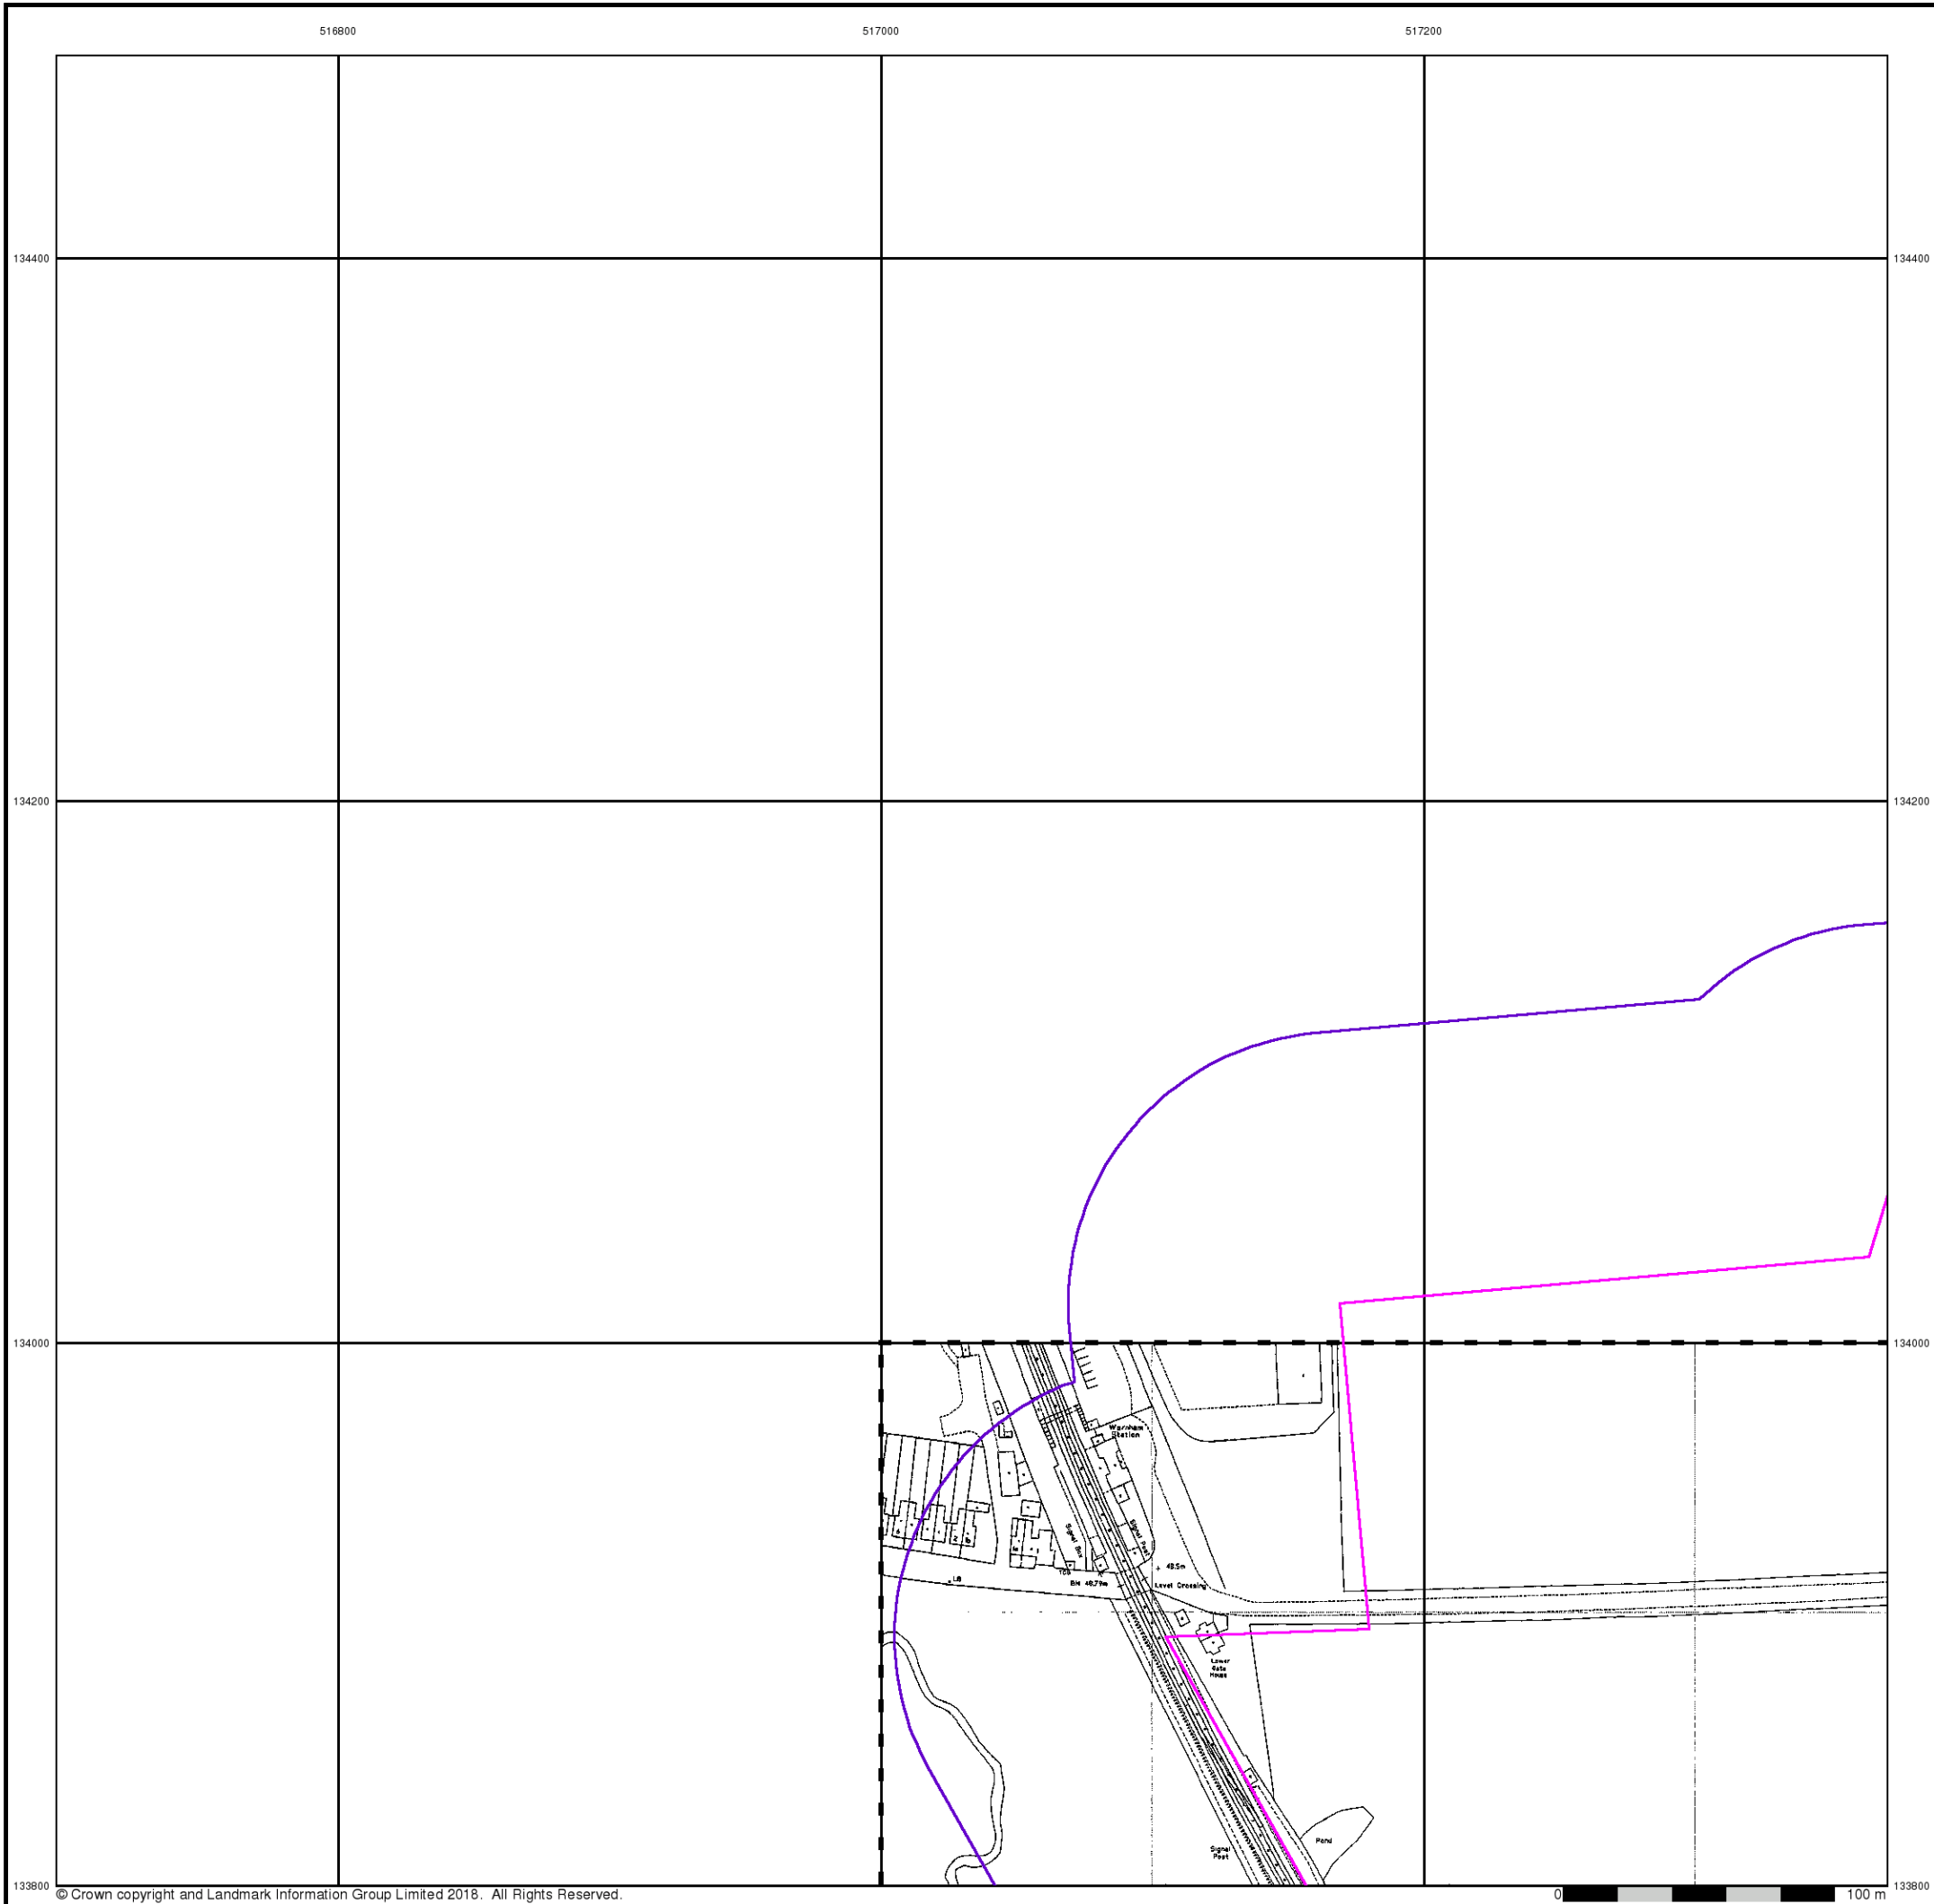 516800 517000 517200
134400 134400
134200 134200
134000 134000
Warnham
Station
Signal Box
Signal Post
TCB
BM 48.79m
48.5m
Level Crossing
LB
Lower
Gate
House
Pond
Signal
Post
133800 133800
© Crown copyright and Landmark Information Group Limited 2018. All Rights Reserved.
0 100 m